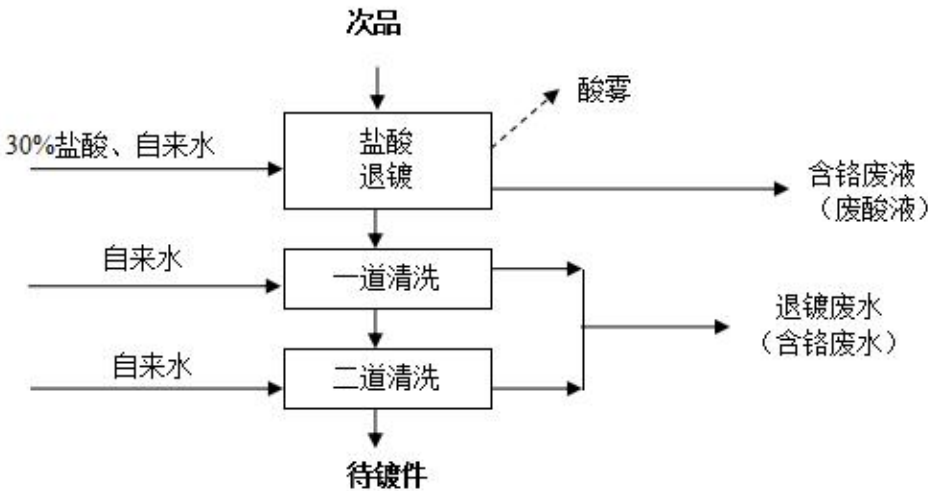 次品
酸雾
30%盐酸、自来水
盐酸
退镀
含铬废液
（废酸液）
自来水
一道清洗
退镀废水
（含铬废水）
自来水
二道清洗
待镀件